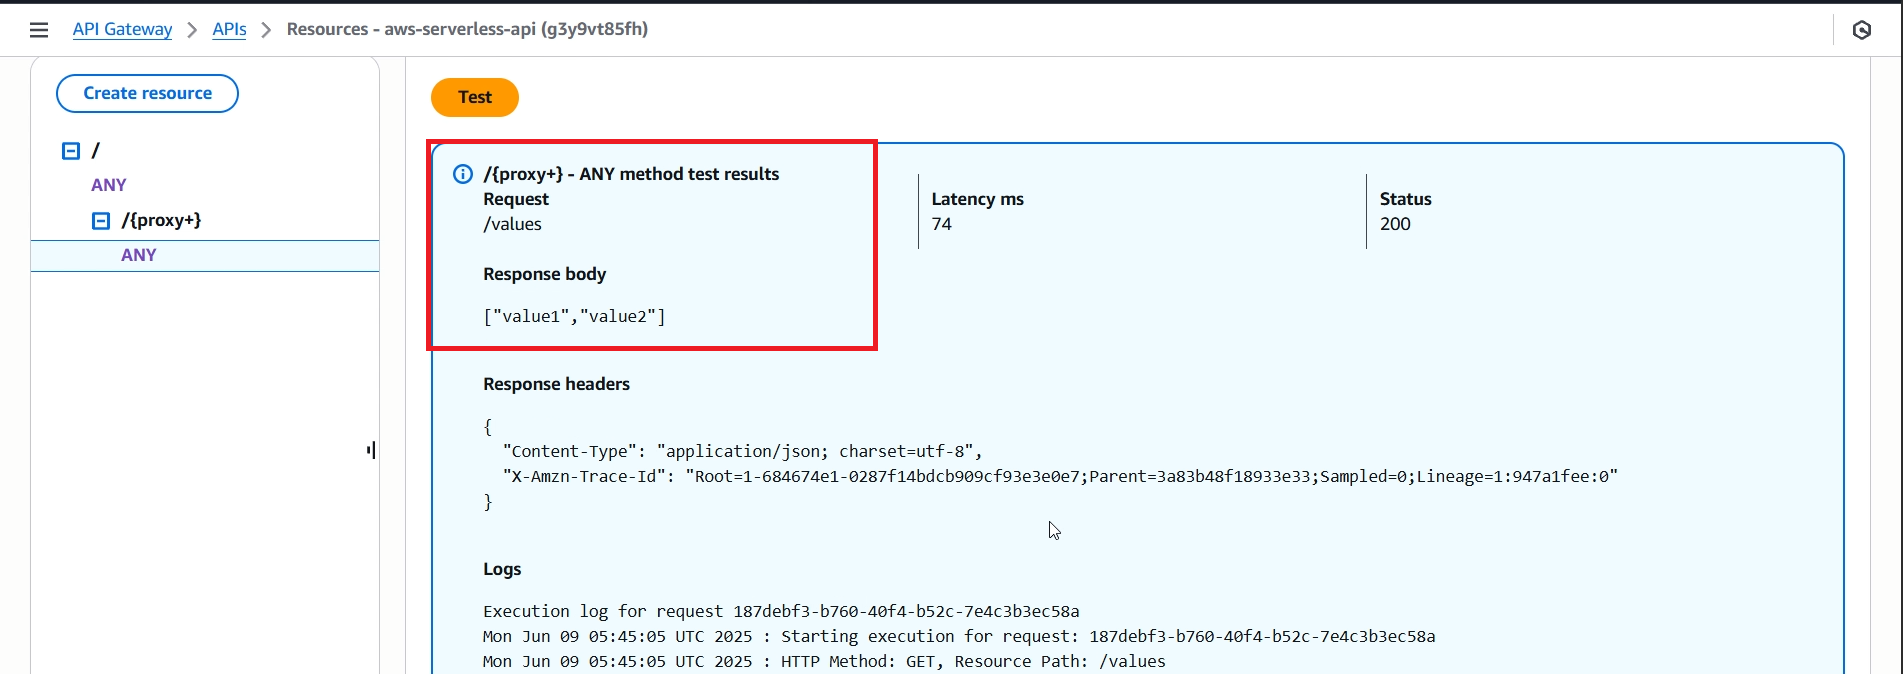 API Gateway > APIs > Resources - aws-serverless-api (g3y9vt85fh)
Create resource
/
ANY
/{proxy+}
ANY
Test
/{proxy+} - ANY method test results
Request
/values
Latency ms
74
Status
200
Response body
["value1","value2"]
Response headers
{
"Content-Type": "application/json; charset=utf-8",
"X-Amzn-Trace-Id": "Root=1-684674e1-0287f14bdcb909cf93e3e0e7;Parent=3a83b48f18933e33;Sampled=0;Lineage=1:947a1fee:0"
}
Logs
Execution log for request 187debf3-b760-40f4-b52c-7e4c3b3ec58a
Mon Jun 09 05:45:05 UTC 2025 : Starting execution for request: 187debf3-b760-40f4-b52c-7e4c3b3ec58a
Mon Jun 09 05:45:05 UTC 2025 : HTTP Method: GET, Resource Path: /values